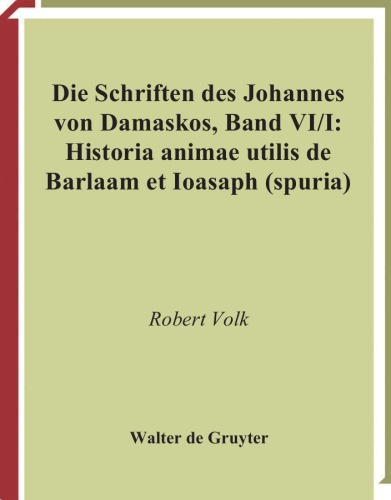 Die Schriften des Johannes
von Damaskos, Band VI/I:
Historia animae utilis de
Barlaam et Ioasaph (spuria)
Robert Volk
Walter de Gruyter